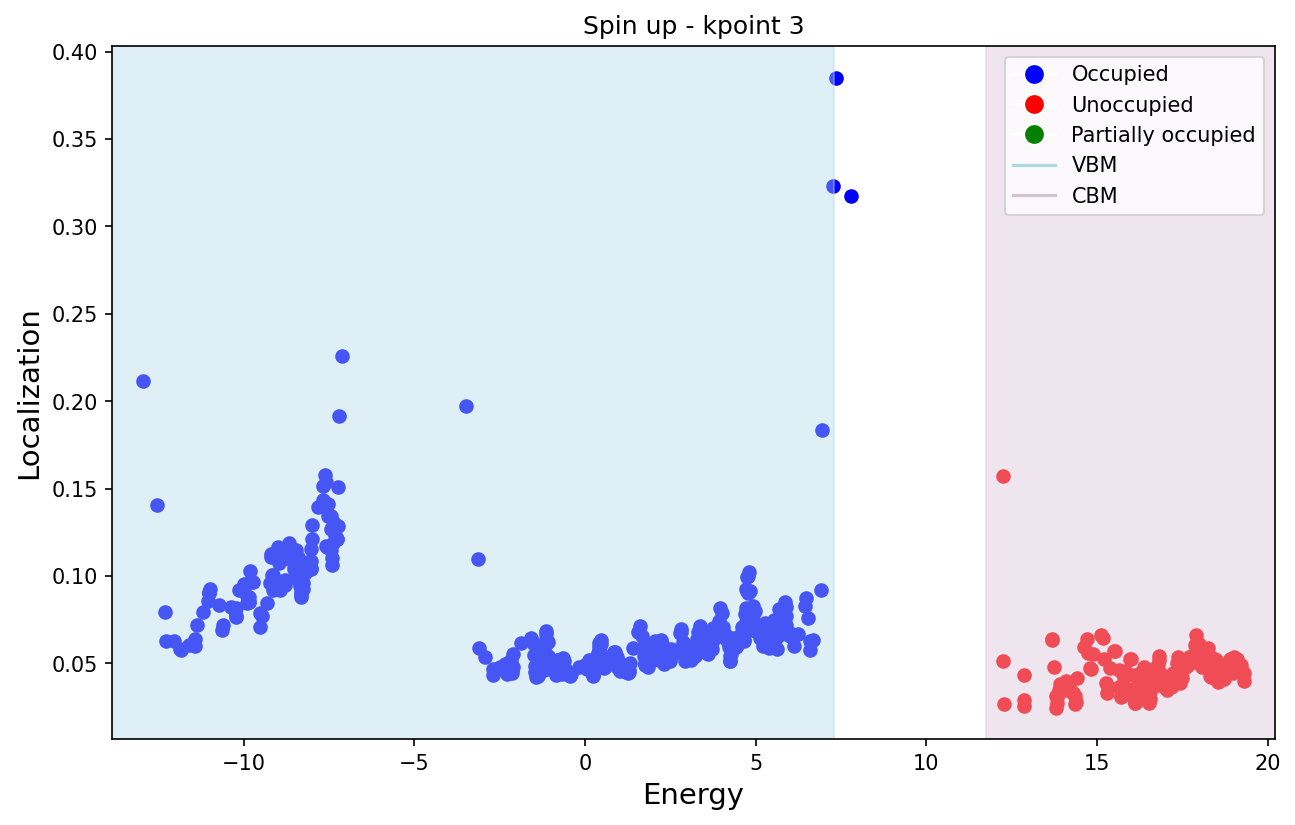 Spin up - kpoint 3
Localization
0.40
0.35
0.30
0.25
0.20
0.15
0.10
0.05
Occupied
Unoccupied
Partially occupied
VBM
CBM
−10
−5
0
5
10
15
20
Energy